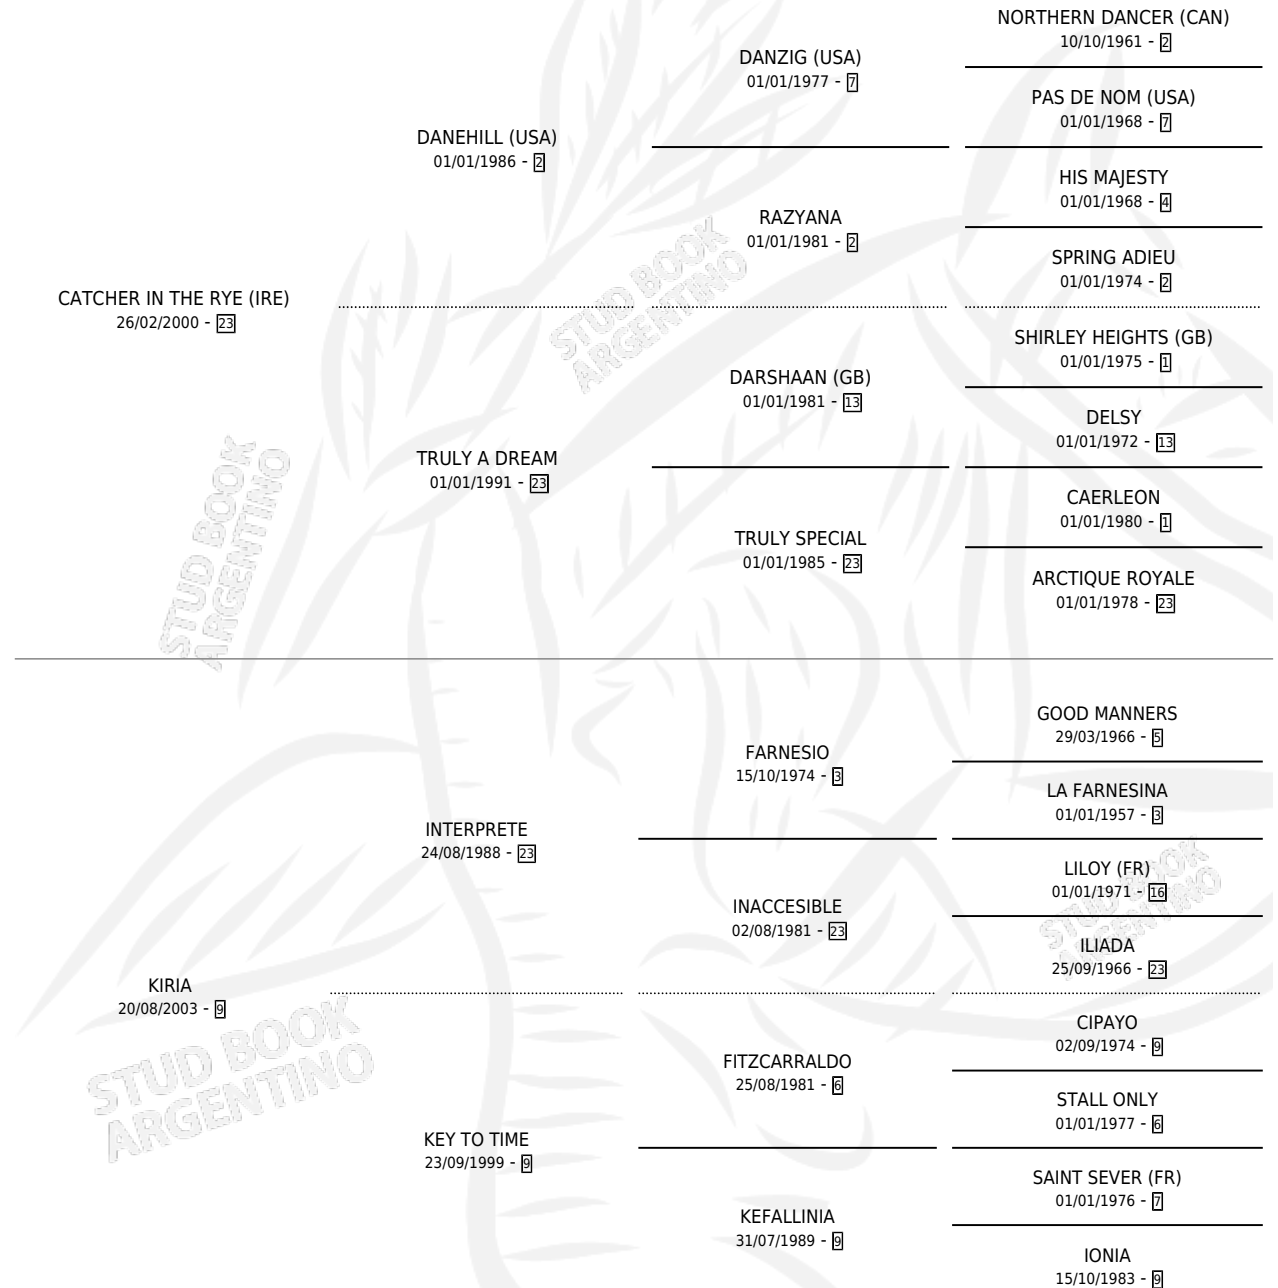 NORTHERN DANCER (CAN)
10/10/1961 - 2
DANZIG (USA)
01/01/1977 - 7
PAS DE NOM (USA)
01/01/1968 - 7
DANEHILL (USA)
01/01/1986 - 2
HIS MAJESTY
01/01/1968 - 4
RAZYANA
01/01/1981 - 2
SPRING ADIEU
01/01/1974 - 2
CATCHER IN THE RYE (IRE)
26/02/2000 - 23
SHIRLEY HEIGHTS (GB)
01/01/1975 - 1
DARSHAAN (GB)
01/01/1981 - 13
DELSY
01/01/1972 - 13
TRULY A DREAM
01/01/1991 - 23
CAERLEON
01/01/1980 - 1
TRULY SPECIAL
01/01/1985 - 23
ARCTIQUE ROYALE
01/01/1978 - 23
GOOD MANNERS
29/03/1966 - 5
FARNESIO
15/10/1974 - 3
LA FARNESINA
01/01/1957 - 3
INTERPRETE
24/08/1988 - 23
LILOY (FR)
01/01/1971 - 16
INACCESIBLE
02/08/1981 - 23
ILIADA
25/09/1966 - 23
KIRIA
20/08/2003 - 9
CIPAYO
02/09/1974 - 9
FITZCARRALDO
25/08/1981 - 6
STALL ONLY
01/01/1977 - 6
KEY TO TIME
23/09/1999 - 9
SAINT SEVER (FR)
01/01/1976 - 7
KEFALLINIA
31/07/1989 - 9
IONIA
15/10/1983 - 9
STUD BOOK
ARGENTINO
STUD BOOK
ARGENTINO
STUD BOOK
ARGENTINO
STUD BOOK
ARGENTINO